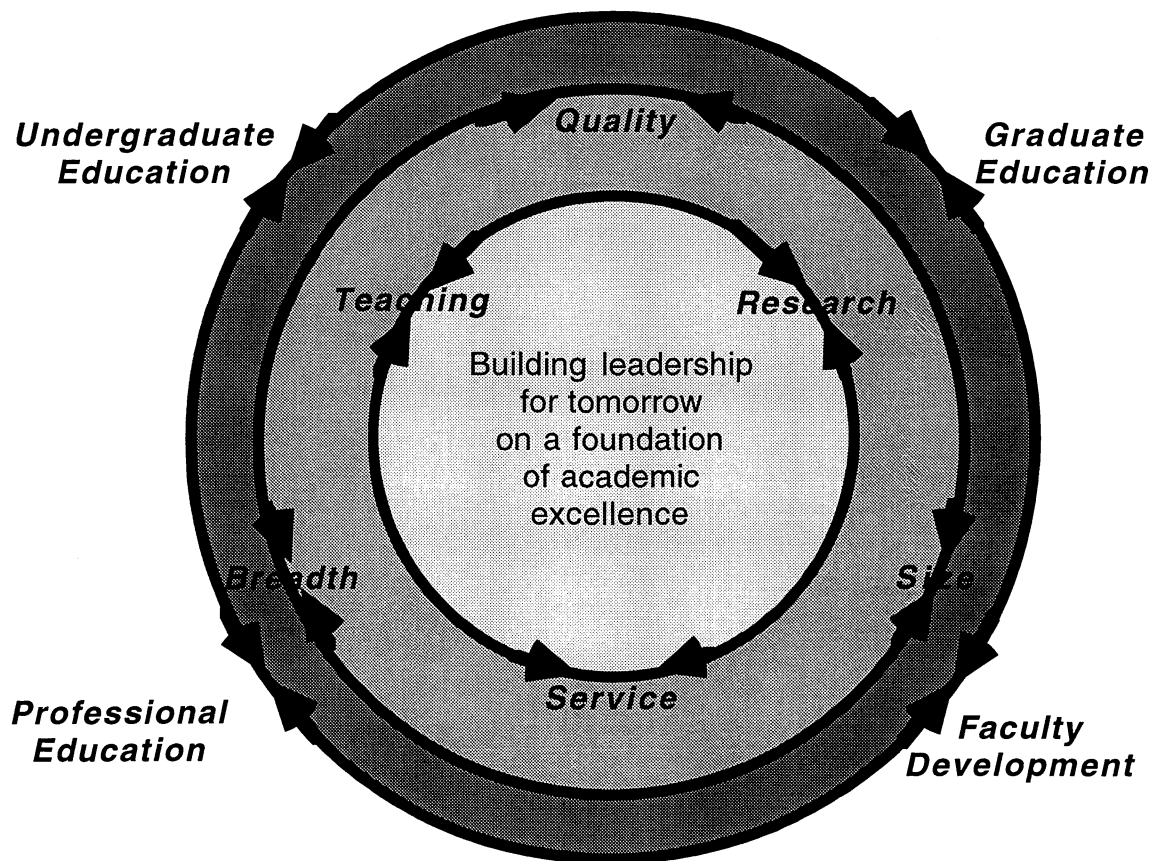 Undergraduate
Education
Quality
Graduate
Education
Teaching
Research
Building leadership
for tomorrow
on a foundation
of academic
excellence
Breadth
Size
Service
Professional
Education
Faculty
Development